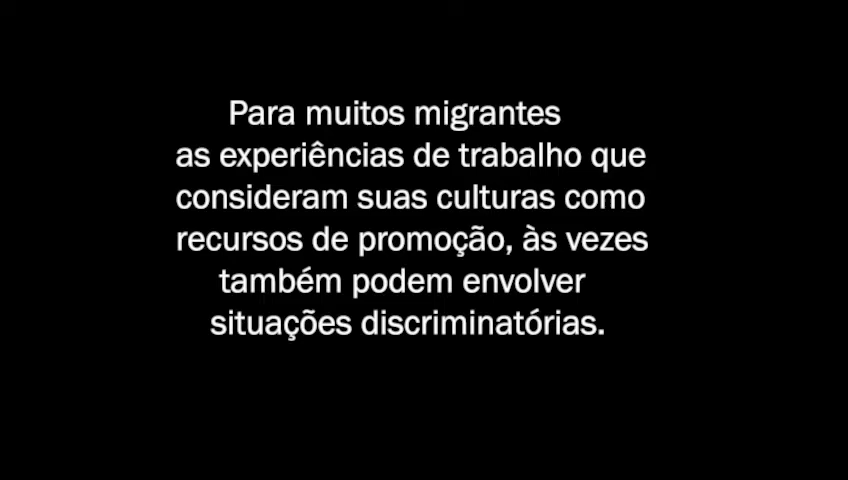 Para muitos migrantes
as experiências de trabalho que
consideram suas culturas como
recursos de promoção, às vezes
também podem envolver
situações discriminatórias.